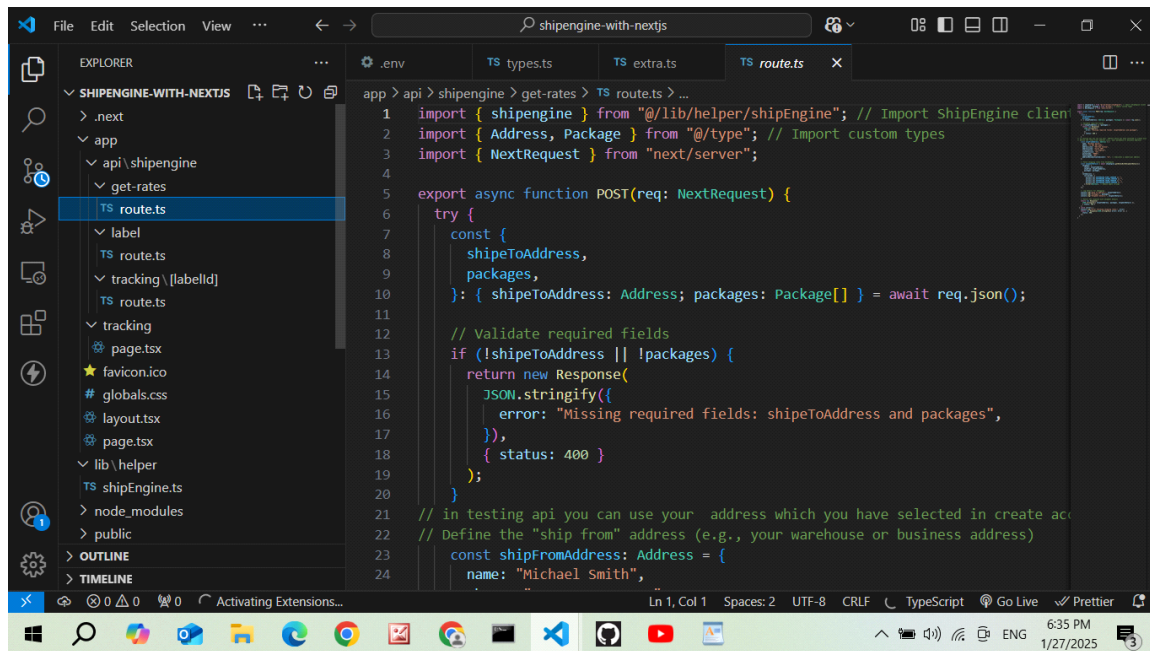 File Edit Selection View ··· shipengine-with-nextjs
EXPLORER ···
SHIPENGINE-WITH-NEXTJS
.next
app
api\shipengine
get-rates
TS route.ts
label
TS route.ts
tracking\[labelId]
TS route.ts
tracking
page.tsx
favicon.ico
# globals.css
layout.tsx
page.tsx
lib\helper
TS shipEngine.ts
node_modules
public
OUTLINE
TIMELINE
.env TS types.ts TS extra.ts TS route.ts
app > api > shipengine > get-rates > TS route.ts > ...
1 import { shipengine } from "@/lib/helper/shipEngine"; // Import ShipEngine client
2 import { Address, Package } from "@/type"; // Import custom types
3 import { NextRequest } from "next/server";
4
5 export async function POST(req: NextRequest) {
6 try {
7 const {
8 shipeToAddress,
9 packages,
10 }: { shipeToAddress: Address; packages: Package[] } = await req.json();
11
12 // Validate required fields
13 if (!shipeToAddress || !packages) {
14 return new Response(
15 JSON.stringify({
16 error: "Missing required fields: shipeToAddress and packages",
17 }),
18 { status: 400 }
19 );
20 }
21 // in testing api you can use your address which you have selected in create acc
22 // Define the "ship from" address (e.g., your warehouse or business address)
23 const shipFromAddress: Address = {
24 name: "Michael Smith",
1
0 0 0 Activating Extensions... Ln 1, Col 1 Spaces: 2 UTF-8 CRLF TypeScript Go Live Prettier
ENG 6:35 PM
1/27/2025 3